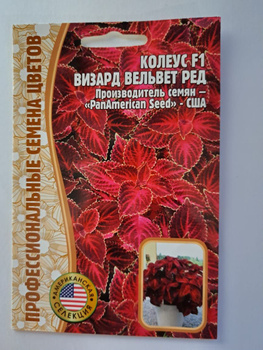 КОЛЕУС F1
ВИЗАРД ВЕЛЬВЕТ РЕД
Производитель семян –
«PanAmerican Seed» - США
ПРОФЕССИОНАЛЬНЫЕ СЕМЕНА ЦВЕТОВ
АМЕРИКАНСКАЯ
СЕЛЕКЦИЯ